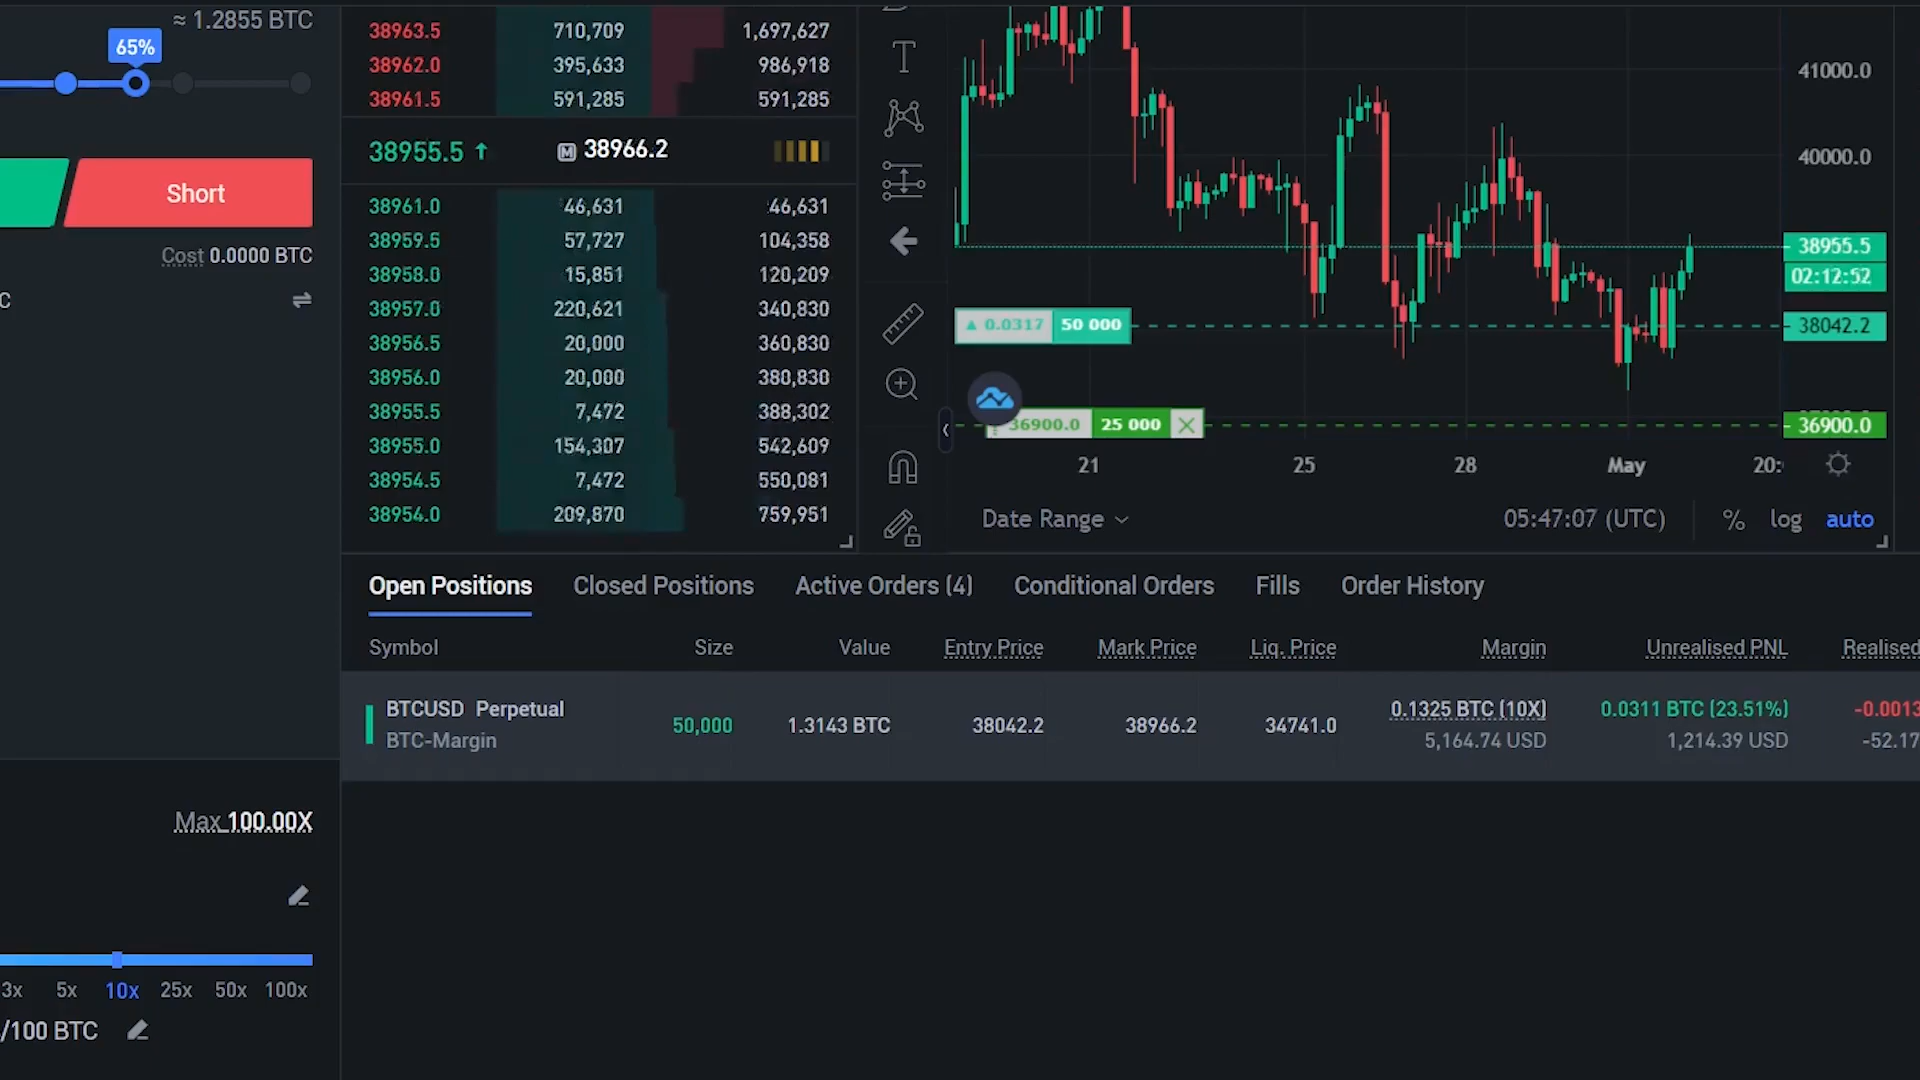 ≈ 1.2855 BTC
65%
Short
Cost 0.0000 BTC
C
Max 100.00X
3x 5x 10x 25x 50x 100x
/100 BTC
38963.5 710,709 1,697,627
38962.0 395,633 986,918
38961.5 591,285 591,285
38955.5 ↑ M 38966.2
38961.0 46,631 46,631
38959.5 57,727 104,358
38958.0 15,851 120,209
38957.0 220,621 340,830
38956.5 20,000 360,830
38956.0 20,000 380,830
38955.5 7,472 388,302
38955.0 154,307 542,609
38954.5 7,472 550,081
38954.0 209,870 759,951
T
41000.0
40000.0
38955.5
02:12:52
▲ 0.0317 50 000
38042.2
36900.0 25 000
36900.0
21 25 28 May 20:
Date Range 05:47:07 (UTC) % log auto
Open Positions Closed Positions Active Orders (4) Conditional Orders Fills Order History
Symbol Size Value Entry Price Mark Price Liq. Price Margin Unrealised PNL Realised
BTCUSD Perpetual 50,000 1.3143 BTC 38042.2 38966.2 34741.0 0.1325 BTC (10X) 0.0311 BTC (23.51%) -0.0013
BTC-Margin 5,164.74 USD 1,214.39 USD -52.17